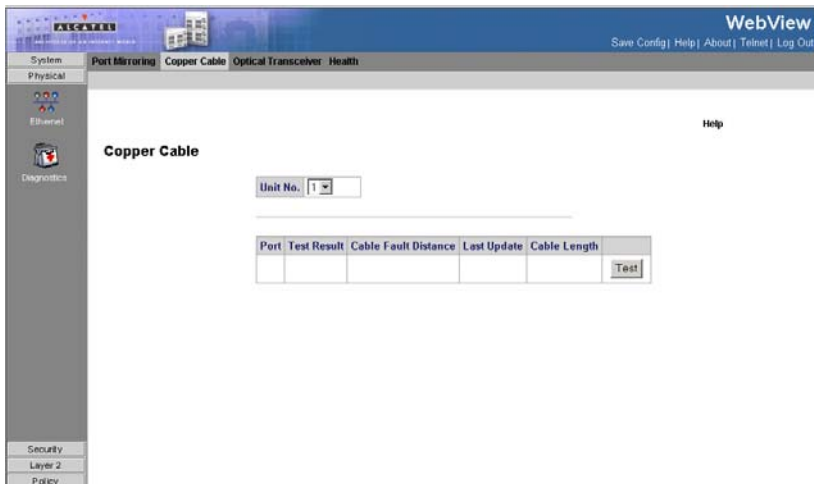 ALCATEL
WebView
Save Config| Help| About| Telnet| Log Out
System
Port Mirroring Copper Cable Optical Transceiver Health
Physical
Ethernet
Help
Copper Cable
Diagnostics
Unit No. 1
Port Test Result Cable Fault Distance Last Update Cable Length
Test
Security
Layer 2
Policy